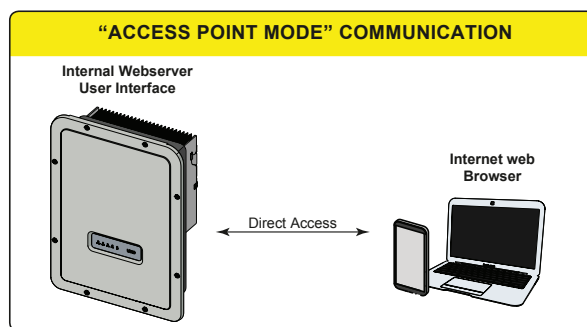 “ACCESS POINT MODE” COMMUNICATION
Internal Webserver
User Interface
Internet web
Browser
Direct Access